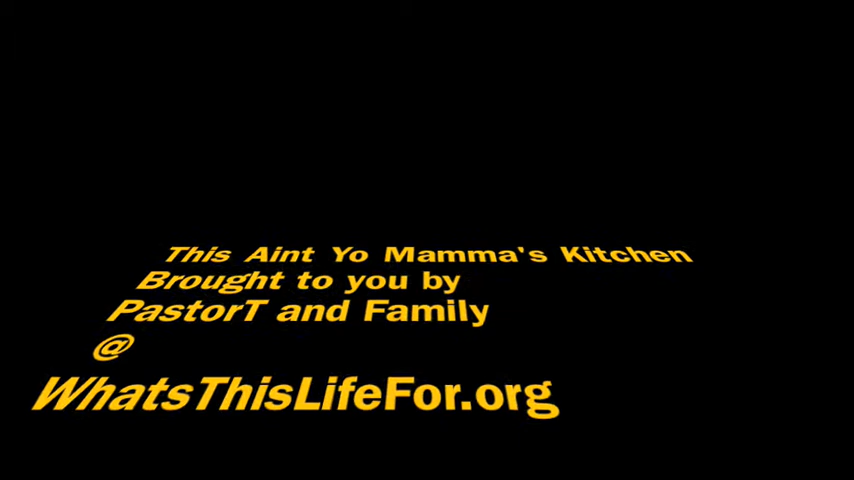 This Aint Yo Mamma's Kitchen
Brought to you by
PastorT and Family
@
WhatsThisLifeFor.org